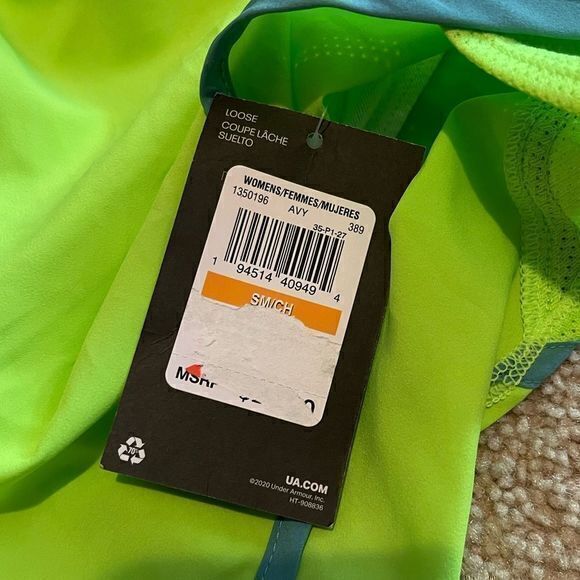 LOOSE
COUPE LÂCHE
SUELTO
WOMENS/FEMMES/MUJERES
1350196 AVY 389
35-P1-27
1 94514 40949 4
SM/CH
70%
UA.COM
©2020 Under Armour, Inc.
HT-908836